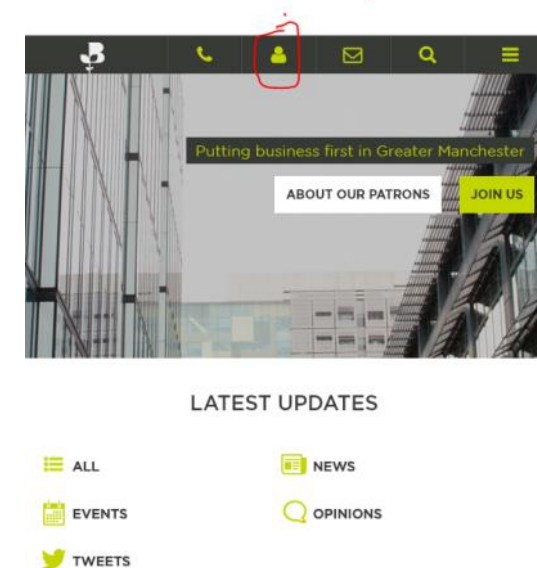 Putting business first in Greater Manchester
ABOUT OUR PATRONS JOIN US
LATEST UPDATES
ALL NEWS
EVENTS OPINIONS
TWEETS